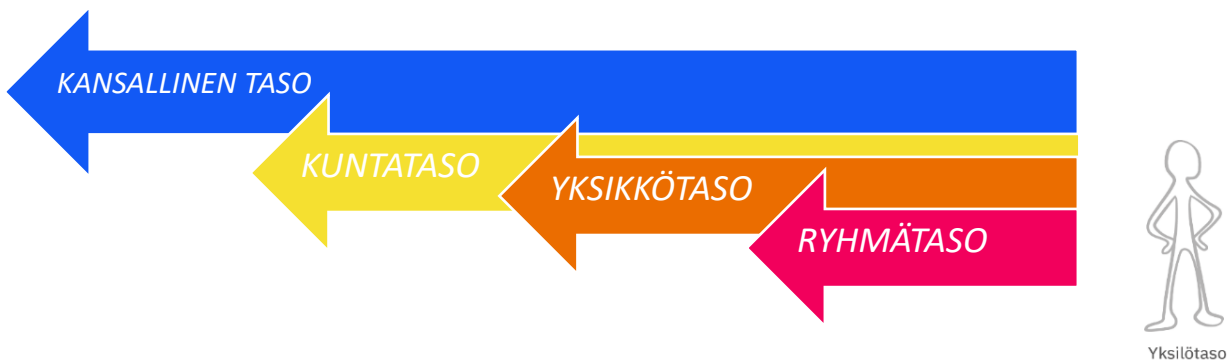 KANSALLINEN TASO
KUNTATASO
YKSIKKÖTASO
RYHMÄTASO
Yksilötaso